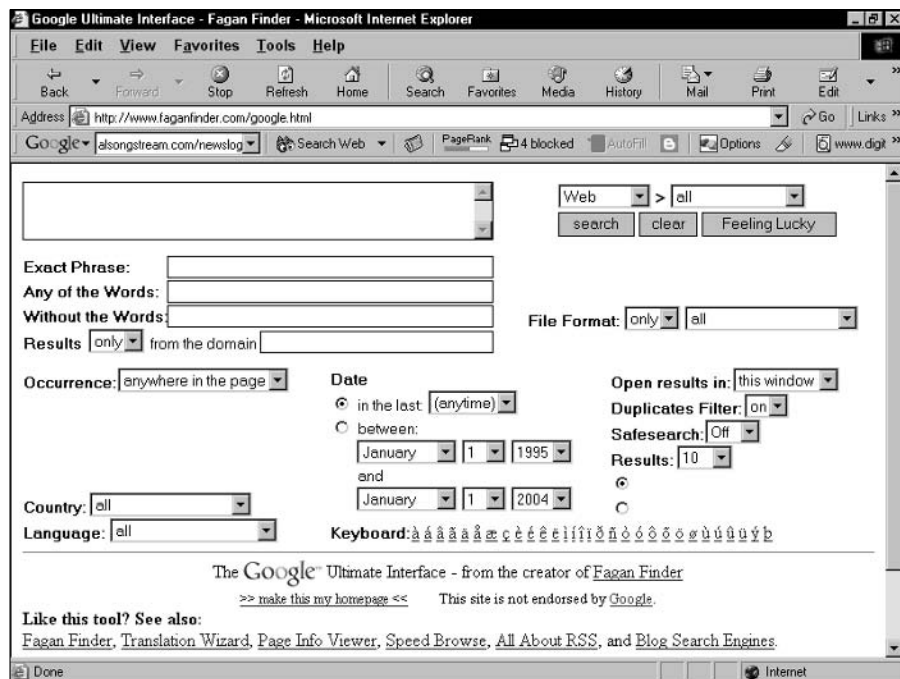 Google Ultimate Interface - Fagan Finder - Microsoft Internet Explorer
File Edit View Favorites Tools Help
Back Forward Stop Refresh Home Search Favorites Media History Mail Print Edit
Address http://www.faganfinder.com/google.html Go Links
Google alsongstream.com/newslog Search Web PageRank 4 blocked AutoFill Options www.digit
Web > all
search clear Feeling Lucky
Exact Phrase:
Any of the Words:
Without the Words:
File Format: only all
Results only from the domain
Occurrence: anywhere in the page Date Open results in: this window
in the last: (anytime) Duplicates Filter: on
between: Safesearch: Off
January 1 1995 Results: 10
and
Country: all January 1 2004
Language: all Keyboard: à á â ã ä å æ ç è é ê ë ì í î ï ð ñ ò ó ô õ ö ø ù ú û ü ý þ
The Google™ Ultimate Interface - from the creator of Fagan Finder
>> make this my homepage << This site is not endorsed by Google.
Like this tool? See also:
Fagan Finder, Translation Wizard, Page Info Viewer, Speed Browse, All About RSS, and Blog Search Engines.
Done Internet